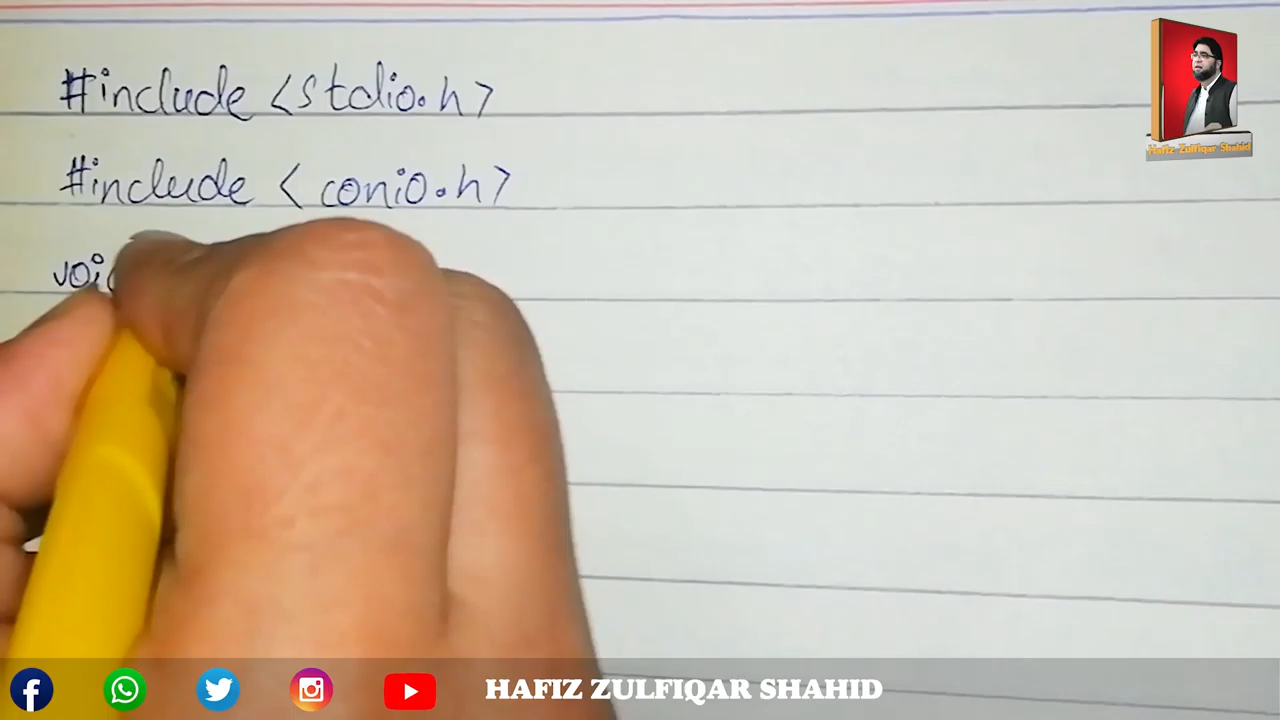 #include <stdio.h>
#include <conio.h>
Hafiz Zulfiqar Shahid
HAFIZ ZULFIQAR SHAHID